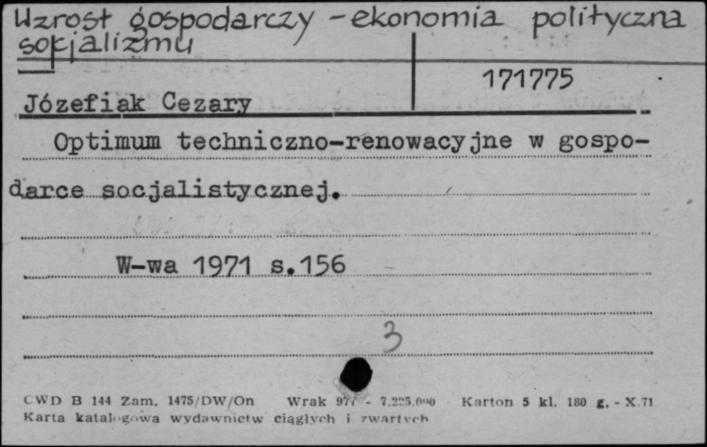 Wzrost gospodarczy - ekonomia polityczna
socjalizmu
171775
Józefiak Cezary
Optimum techniczno-renowacyjne w gospo-
darce socjalistycznej.
W-wa 1971 s.156
3
CWD B 144 Zam. 1475/DW/On Wrak 977 - 7.225.000 Karton 5 kl. 180 g. - X.71
Karta katalogowa wydawnictw ciągłych i zwartych